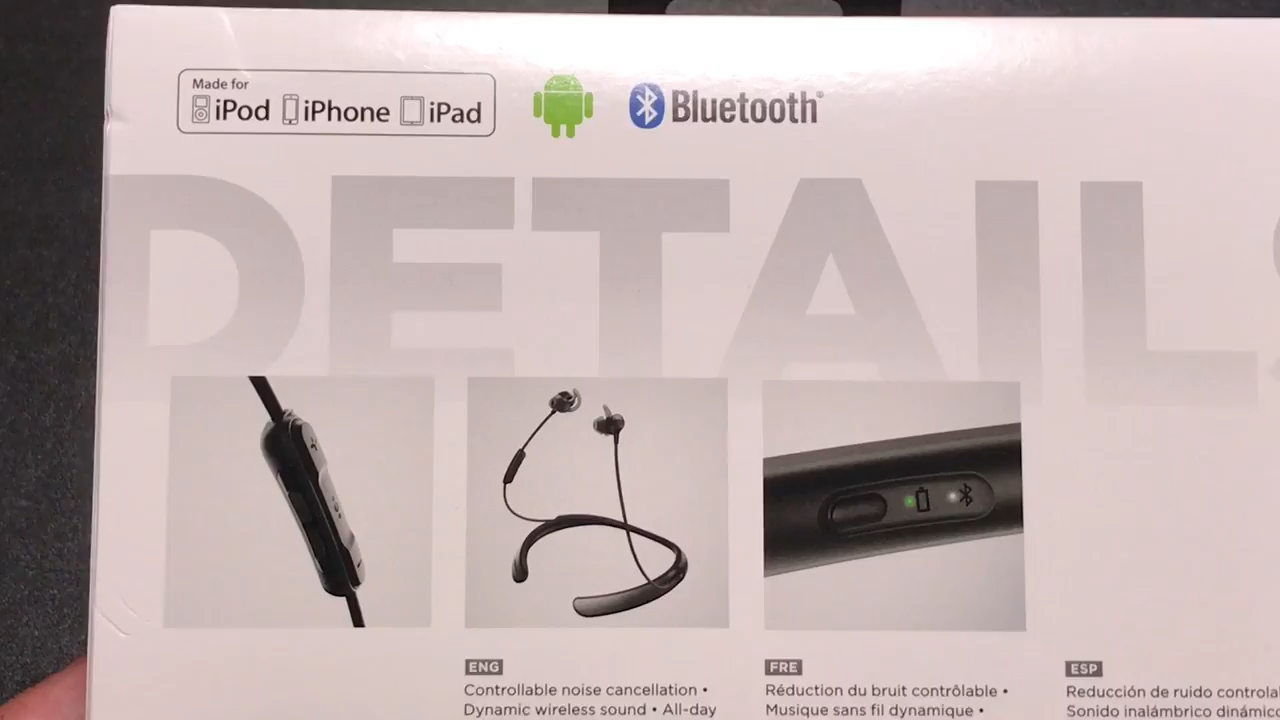 Made for
iPod iPhone iPad
Bluetooth®
DETAILS
ENG
Controllable noise cancellation •
Dynamic wireless sound • All-day
FRE
Réduction du bruit contrôlable •
Musique sans fil dynamique •
ESP
Reducción de ruido controla
Sonido inalámbrico dinámic